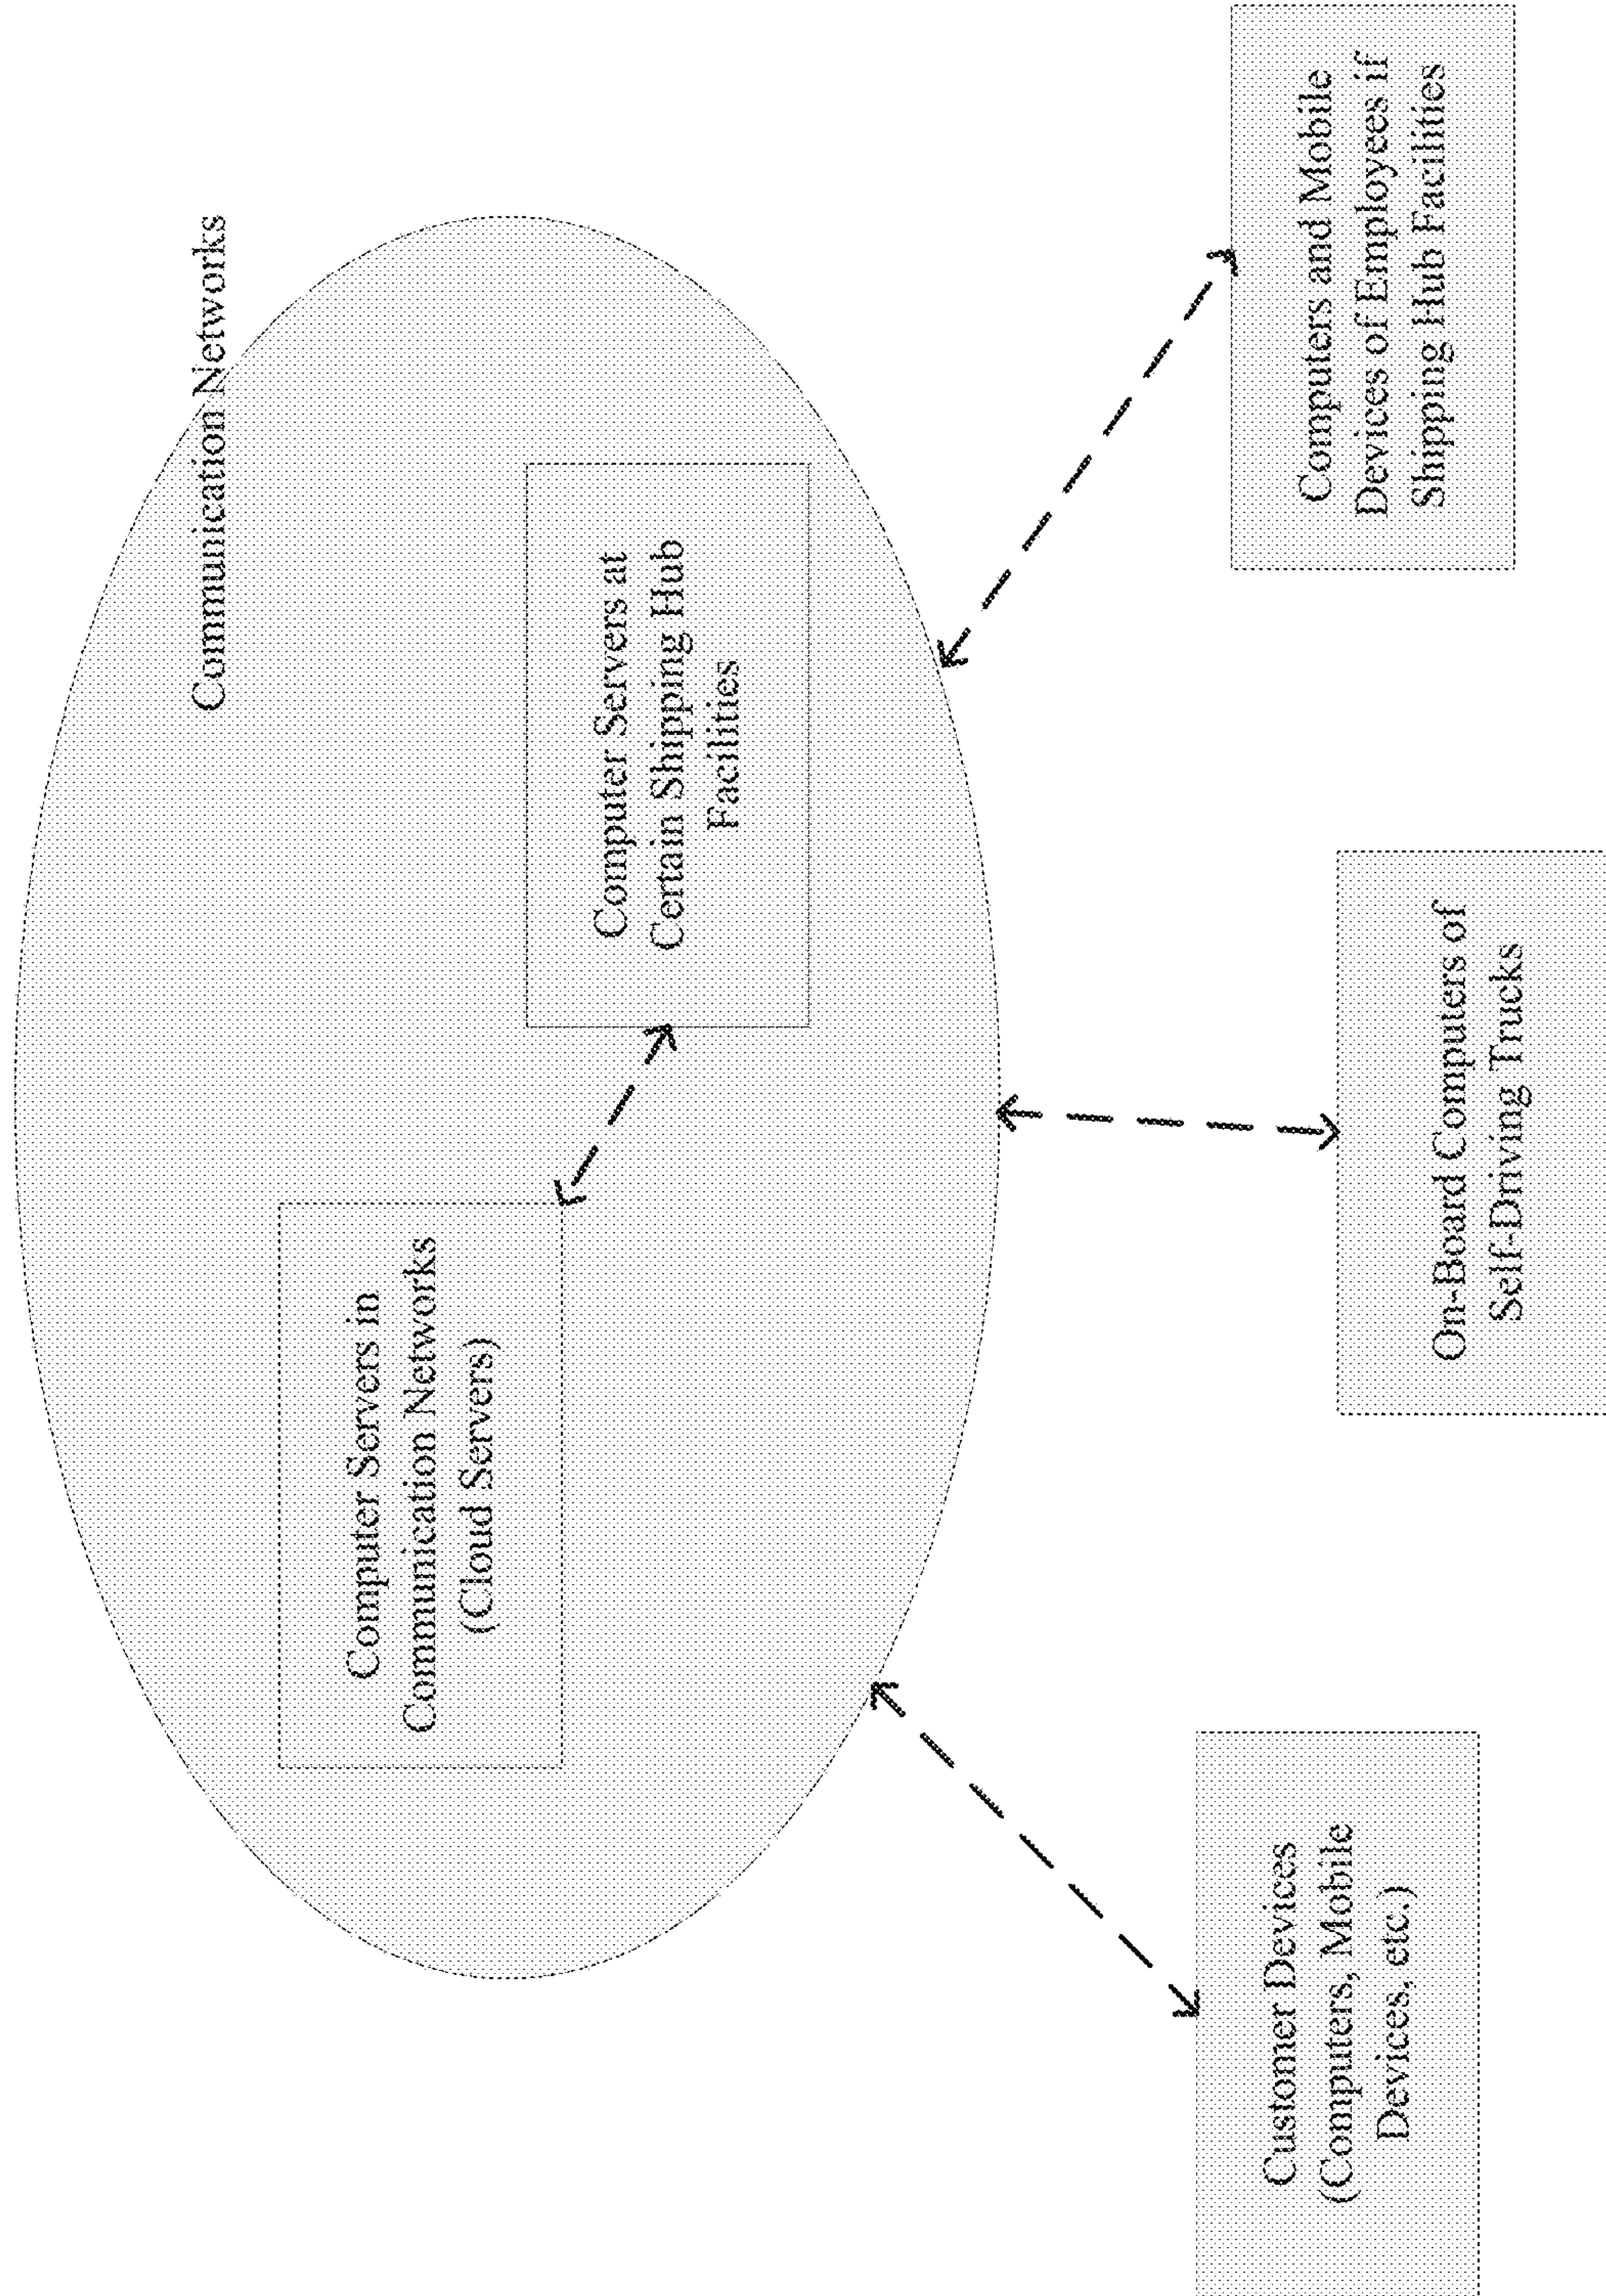 Communication Networks
Computer Servers in
Communication Networks
(Cloud Servers)
Computer Servers at
Certain Shipping Hub
Facilities
Customer Devices
(Computers, Mobile
Devices, etc.)
On-Board Computers of
Self-Driving Trucks
Computers and Mobile
Devices of Employees if
Shipping Hub Facilities